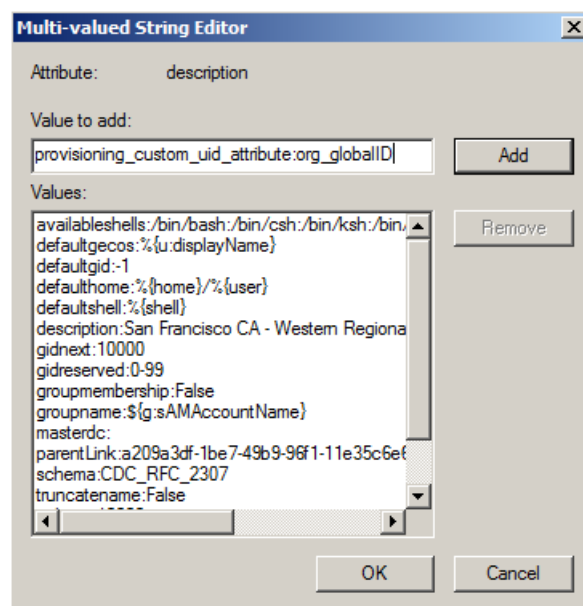 Multi-valued String Editor
Attribute: description
Value to add:
provisioning_custom_uid_attribute:org_globalID
Add
Values:
availableshells:/bin/bash:/bin/csh:/bin/ksh:/bin/
Remove
defaultgecos:%{u:displayName}
defaultgid:-1
defaulthome:%{home}/%{user}
defaultshell:%{shell}
description:San Francisco CA - Western Regiona
gidnext:10000
gidreserved:0-99
groupmembership:False
groupname:${g:sAMAccountName}
masterdc:
parentLink:a209a3df-1be7-49b9-96f1-11e35c6e6
schema:CDC_RFC_2307
truncatename:False
OK Cancel